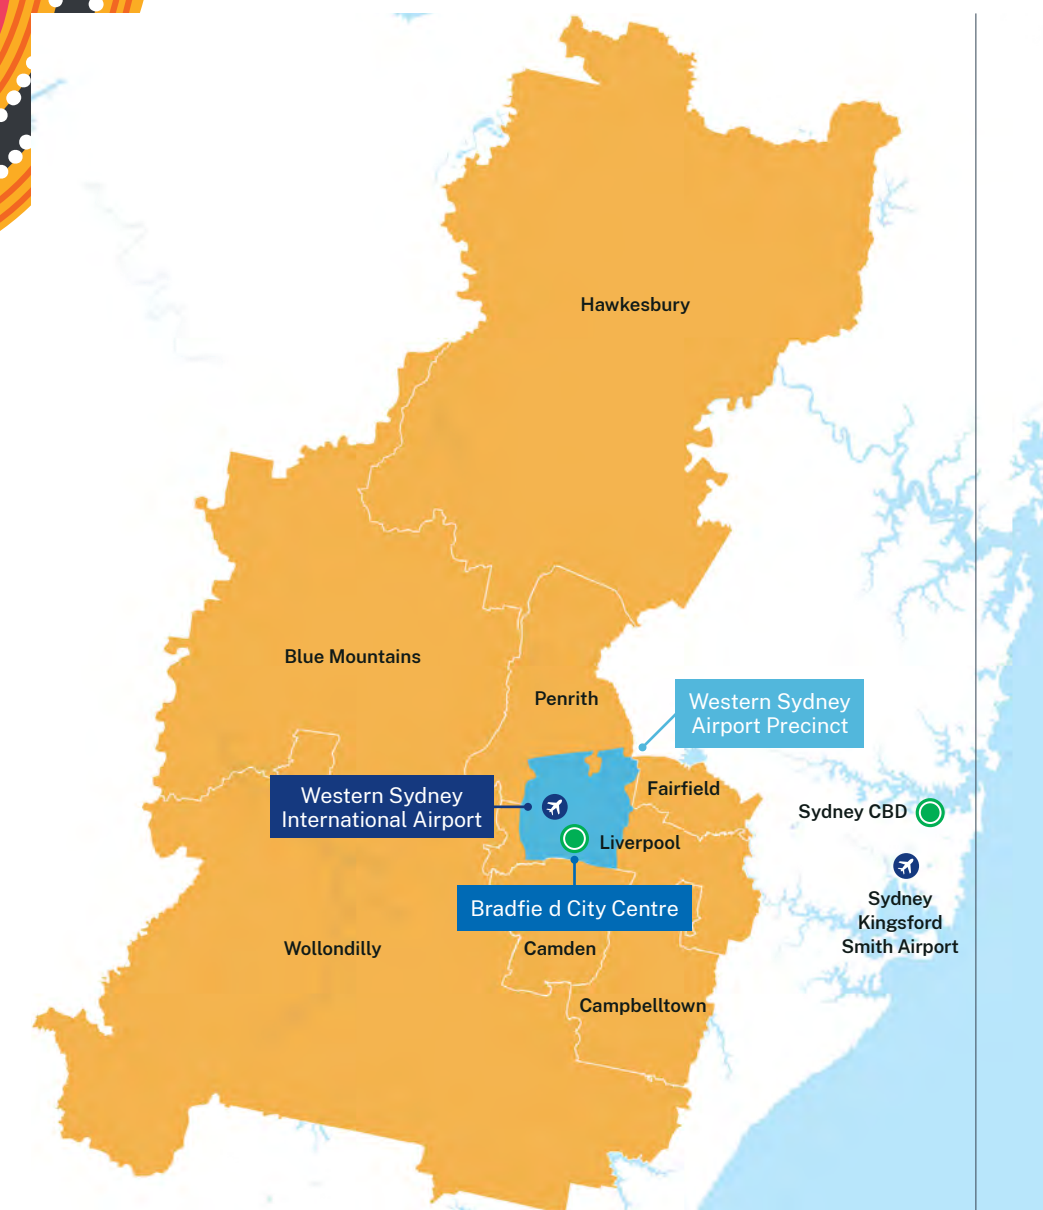 Hawkesbury
Blue Mountains
Penrith
Western Sydney
Airport Precinct
Fairfield
Western Sydney
International Airport
Sydney CBD
Liverpool
Sydney
Kingsford
Smith Airport
Bradfie d City Centre
Wollondilly
Camden
Campbelltown